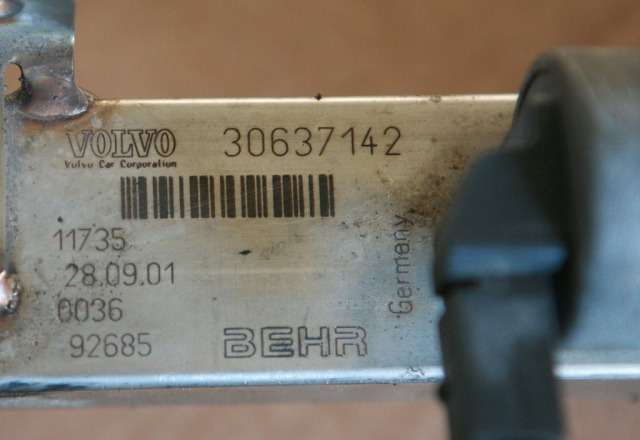 VOLVO 30637142
Volvo Car Corporation
11735
28.09.01
0036
92685
BEHR
Germany